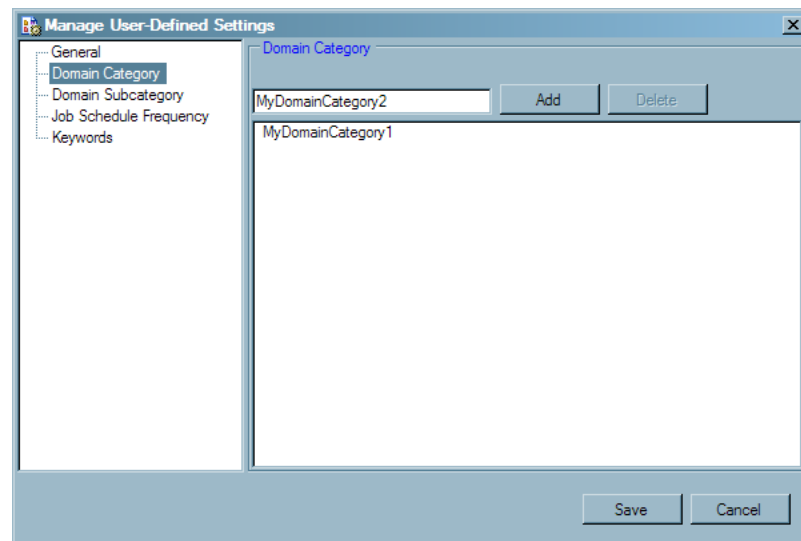 Manage User-Defined Settings
General
Domain Category
Domain Subcategory
Job Schedule Frequency
Keywords
Domain Category
MyDomainCategory2 Add Delete
MyDomainCategory1
Save Cancel